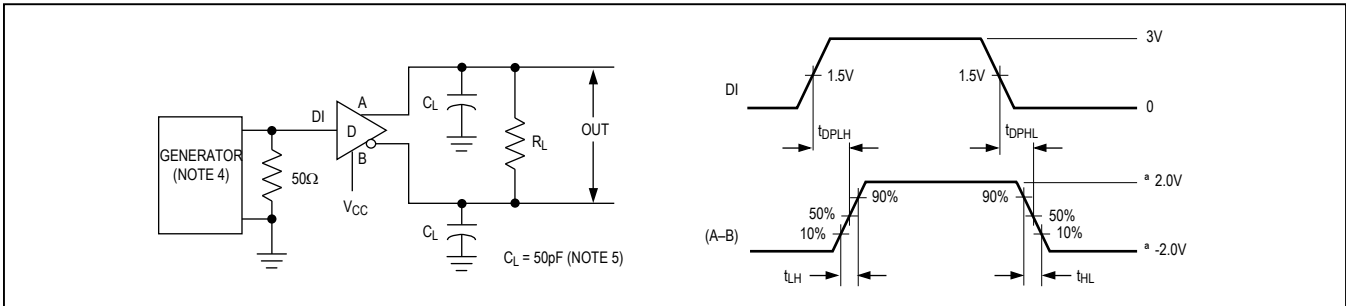 GENERATOR
(NOTE 4)
50Ω
DI
A
D
B
VCC
CL
CL
RL
OUT
CL = 50pF (NOTE 5)
DI
1.5V
1.5V
3V
0
tDPLH
tDPHL
(A–B)
90%
50%
10%
90%
50%
10%
ª 2.0V
ª -2.0V
tLH
tHL